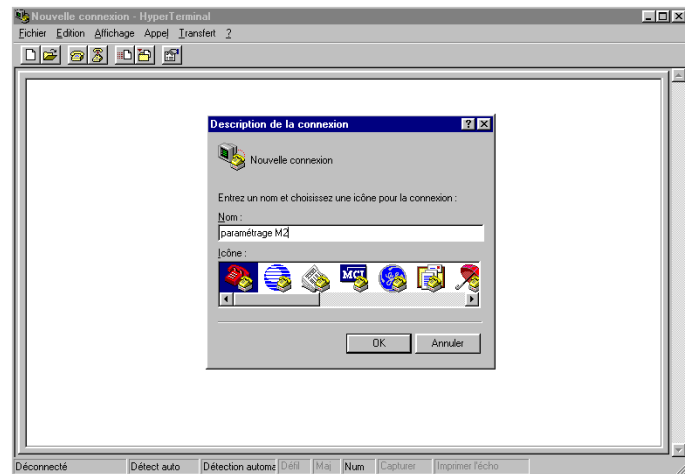 Nouvelle connexion - HyperTerminal
Fichier Edition Affichage Appel Transfert ?
Description de la connexion
Nouvelle connexion
Entrez un nom et choisissez une icône pour la connexion :
Nom :
paramétrage M2
Icône :
MCI
OK Annuler
Déconnecté Détect auto Détection automa Défil Maj Num Capturer Imprimer l'écho